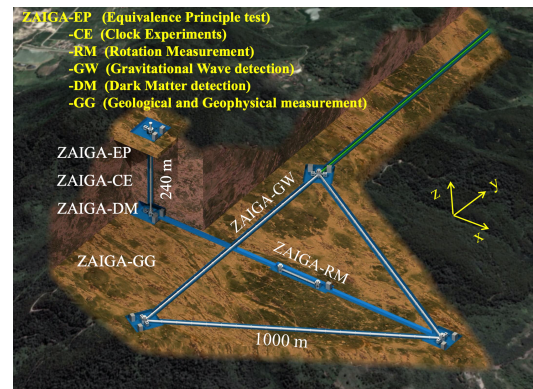 ZAIGA-EP (Equivalence Principle test)
-CE (Clock Experiments)
-RM (Rotation Measurement)
-GW (Gravitational Wave detection)
-DM (Dark Matter detection)
-GG (Geological and Geophysical measurement)
ZAIGA-EP
ZAIGA-CE
ZAIGA-DM
240 m
ZAIGA-GW
ZAIGA-GG
ZAIGA-RM
1000 m
z
y
x